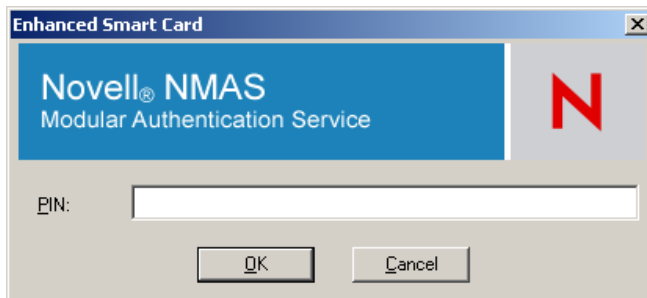 Enhanced Smart Card
Novell® NMAS
Modular Authentication Service
N
PIN:
OK
Cancel